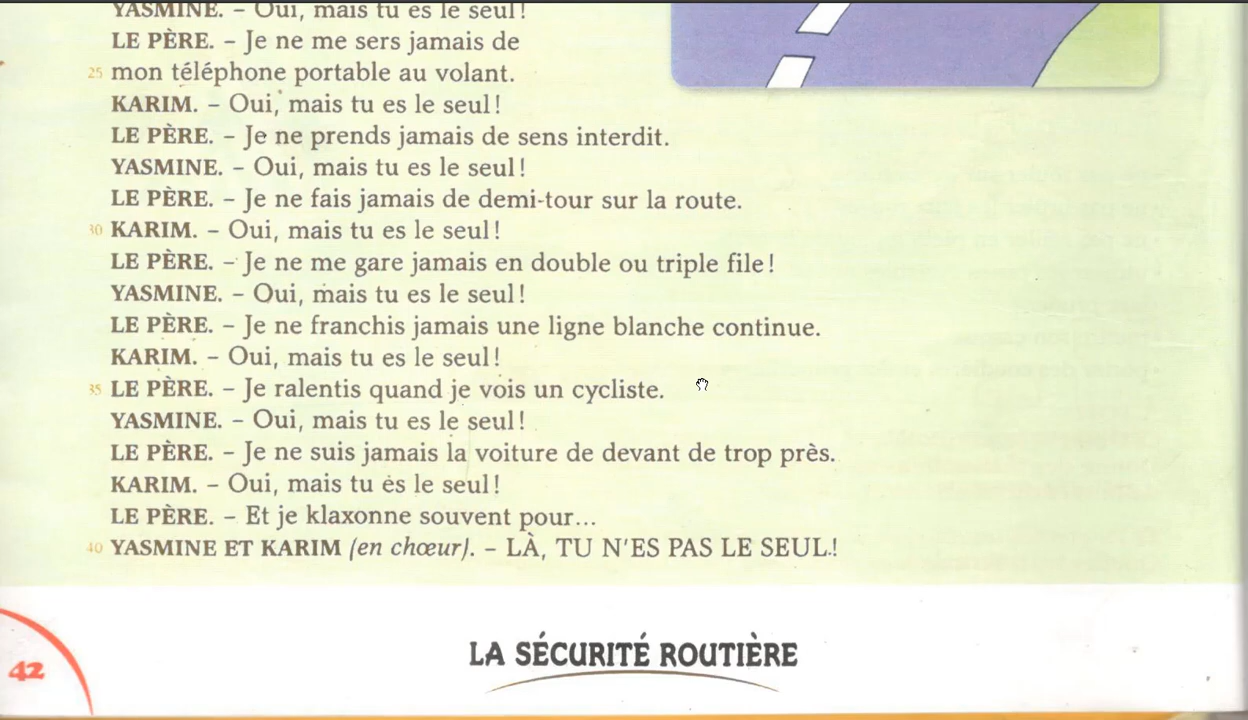 YASMINE. – Oui, mais tu es le seul!
LE PÈRE. – Je ne me sers jamais de
25 mon téléphone portable au volant.
KARIM. – Oui, mais tu es le seul!
LE PÈRE. – Je ne prends jamais de sens interdit.
YASMINE. – Oui, mais tu es le seul!
LE PÈRE. – Je ne fais jamais de demi-tour sur la route.
30 KARIM. – Oui, mais tu es le seul!
LE PÈRE. – Je ne me gare jamais en double ou triple file!
YASMINE. – Oui, mais tu es le seul!
LE PÈRE. – Je ne franchis jamais une ligne blanche continue.
KARIM. – Oui, mais tu es le seul!
35 LE PÈRE. – Je ralentis quand je vois un cycliste.
YASMINE. – Oui, mais tu es le seul!
LE PÈRE. – Je ne suis jamais la voiture de devant de trop près.
KARIM. – Oui, mais tu es le seul!
LE PÈRE. – Et je klaxonne souvent pour...
40 YASMINE ET KARIM (en chœur). – LÀ, TU N'ES PAS LE SEUL!
42
LA SÉCURITÉ ROUTIÈRE